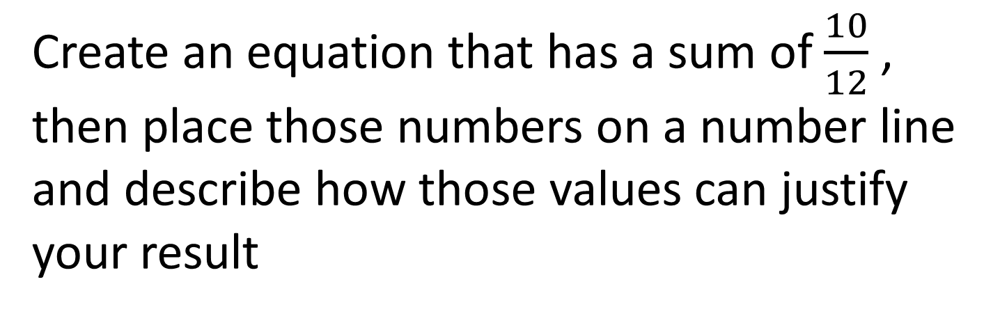 Create an equation that has a sum of 10/12 ,
then place those numbers on a number line
and describe how those values can justify
your result